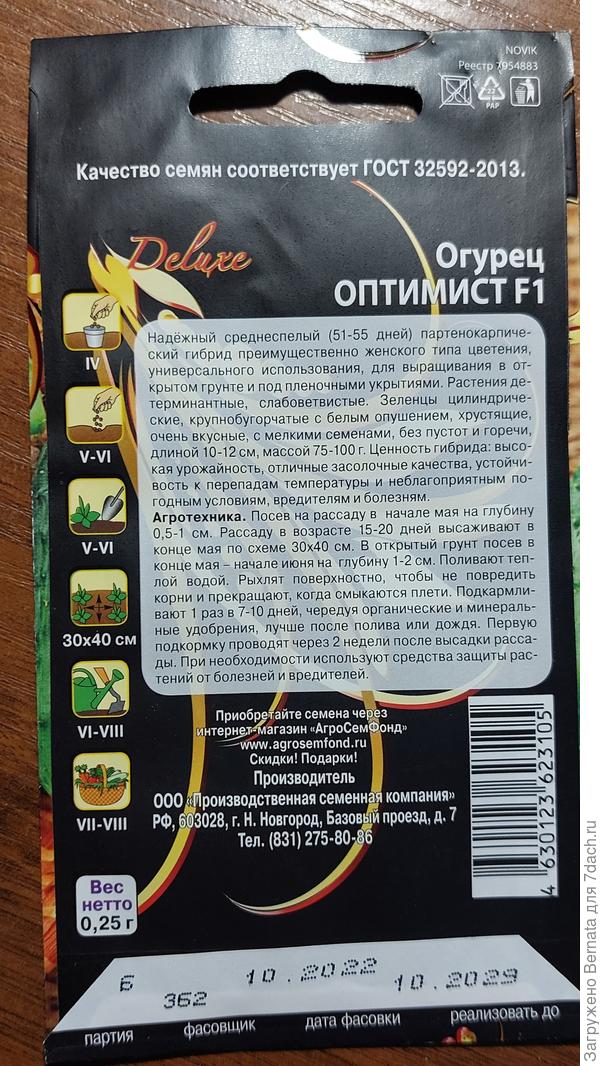 NOVIK
Реестр 7954883
22
PAP
Качество семян соответствует ГОСТ 32592-2013.
Deluxe
Огурец
ОПТИМИСТ F1
Надёжный среднеспелый (51-55 дней) партенокарпиче-
ский гибрид преимущественно женского типа цветения,
универсального использования, для выращивания в от-
крытом грунте и под пленочными укрытиями. Растения де-
терминантные, слабоветвистые. Зеленцы цилиндриче-
ские, крупнобугорчатые с белым опушением, хрустящие,
очень вкусные, с мелкими семенами, без пустот и горечи,
длиной 10-12 см, массой 75-100 г. Ценность гибрида: высо-
кая урожайность, отличные засолочные качества, устойчи-
вость к перепадам температуры и неблагоприятным по-
годным условиям, вредителям и болезням.
Агротехника. Посев на рассаду в начале мая на глубину
0,5-1 см. Рассаду в возрасте 15-20 дней высаживают в
конце мая по схеме 30х40 см. В открытый грунт посев в
конце мая – начале июня на глубину 1-2 см. Поливают теп-
лой водой. Рыхлят поверхностно, чтобы не повредить
корни и прекращают, когда смыкаются плети. Подкармли-
вают 1 раз в 7-10 дней, чередуя органические и минераль-
ные удобрения, лучше после полива или дождя. Первую
подкормку проводят через 2 недели после высадки расса-
ды. При необходимости используют средства защиты рас-
тений от болезней и вредителей.
IV
V-VI
V-VI
30х40 см
VI-VIII
VII-VIII
Приобретайте семена через
интернет-магазин «АгроСемФонд»
www.agrosemfond.ru
Скидки! Подарки!
Производитель
ООО «Производственная семенная компания»
РФ, 603028, г. Н. Новгород, Базовый проезд, д. 7
Тел. (831) 275-80-86
4 630123 623105
Вес
нетто
0,25 г
Б 362 10.2022 10.2029
партия фасовщик дата фасовки реализовать до
Загружено Bernata для 7dach.ru